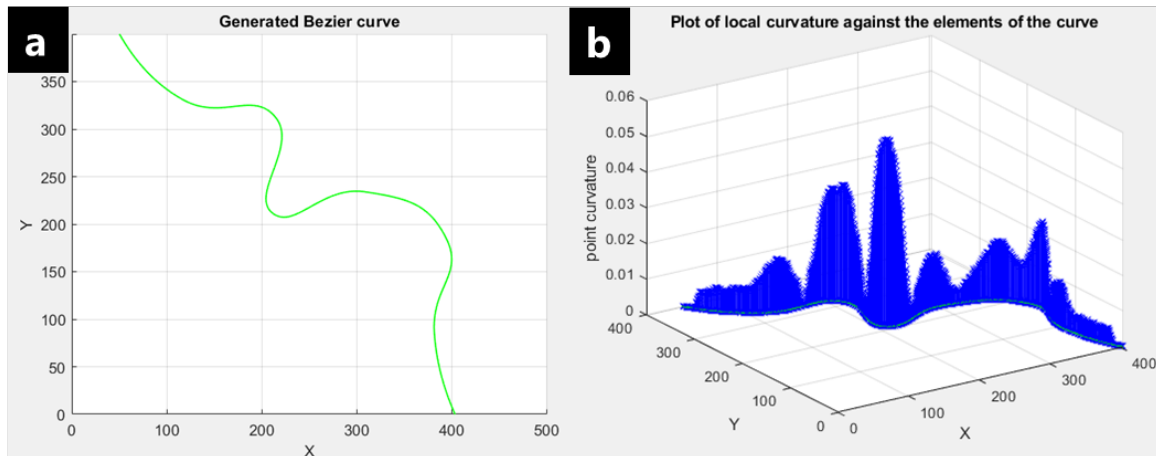 a
Generated Bezier curve
Y
350
300
250
200
150
100
50
0
0 100 200 300 400 500
X
b
Plot of local curvature against the elements of the curve
point curvature
0.06
0.05
0.04
0.03
0.02
0.01
0
400
300
200
100
0
Y
0
100
200
300
400
X